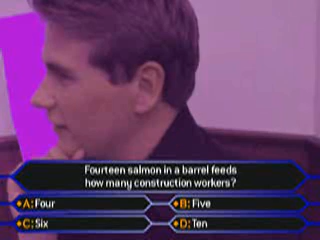 Fourteen salmon in a barrel feeds
how many construction workers?
A: Four
B: Five
C: Six
D: Ten